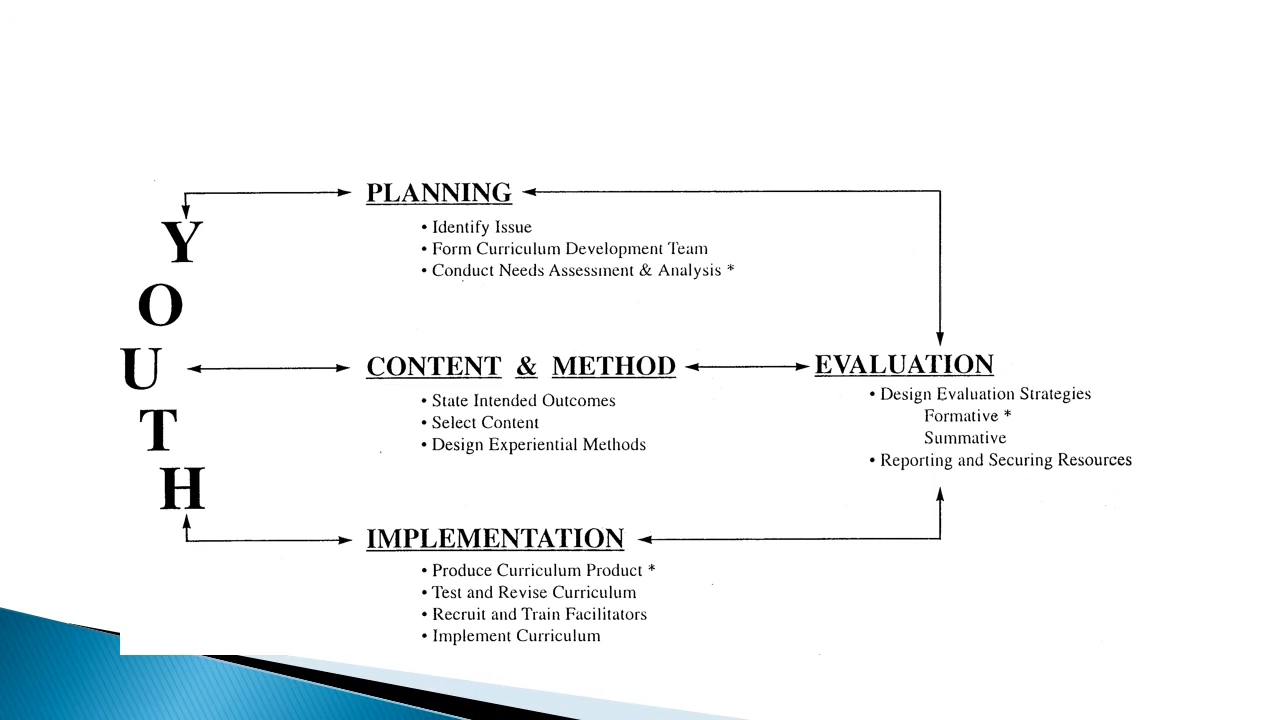 YOUTH
PLANNING
• Identify Issue
• Form Curriculum Development Team
• Conduct Needs Assessment & Analysis *
CONTENT & METHOD
• State Intended Outcomes
• Select Content
• Design Experiential Methods
EVALUATION
• Design Evaluation Strategies
Formative *
Summative
• Reporting and Securing Resources
IMPLEMENTATION
• Produce Curriculum Product *
• Test and Revise Curriculum
• Recruit and Train Facilitators
• Implement Curriculum